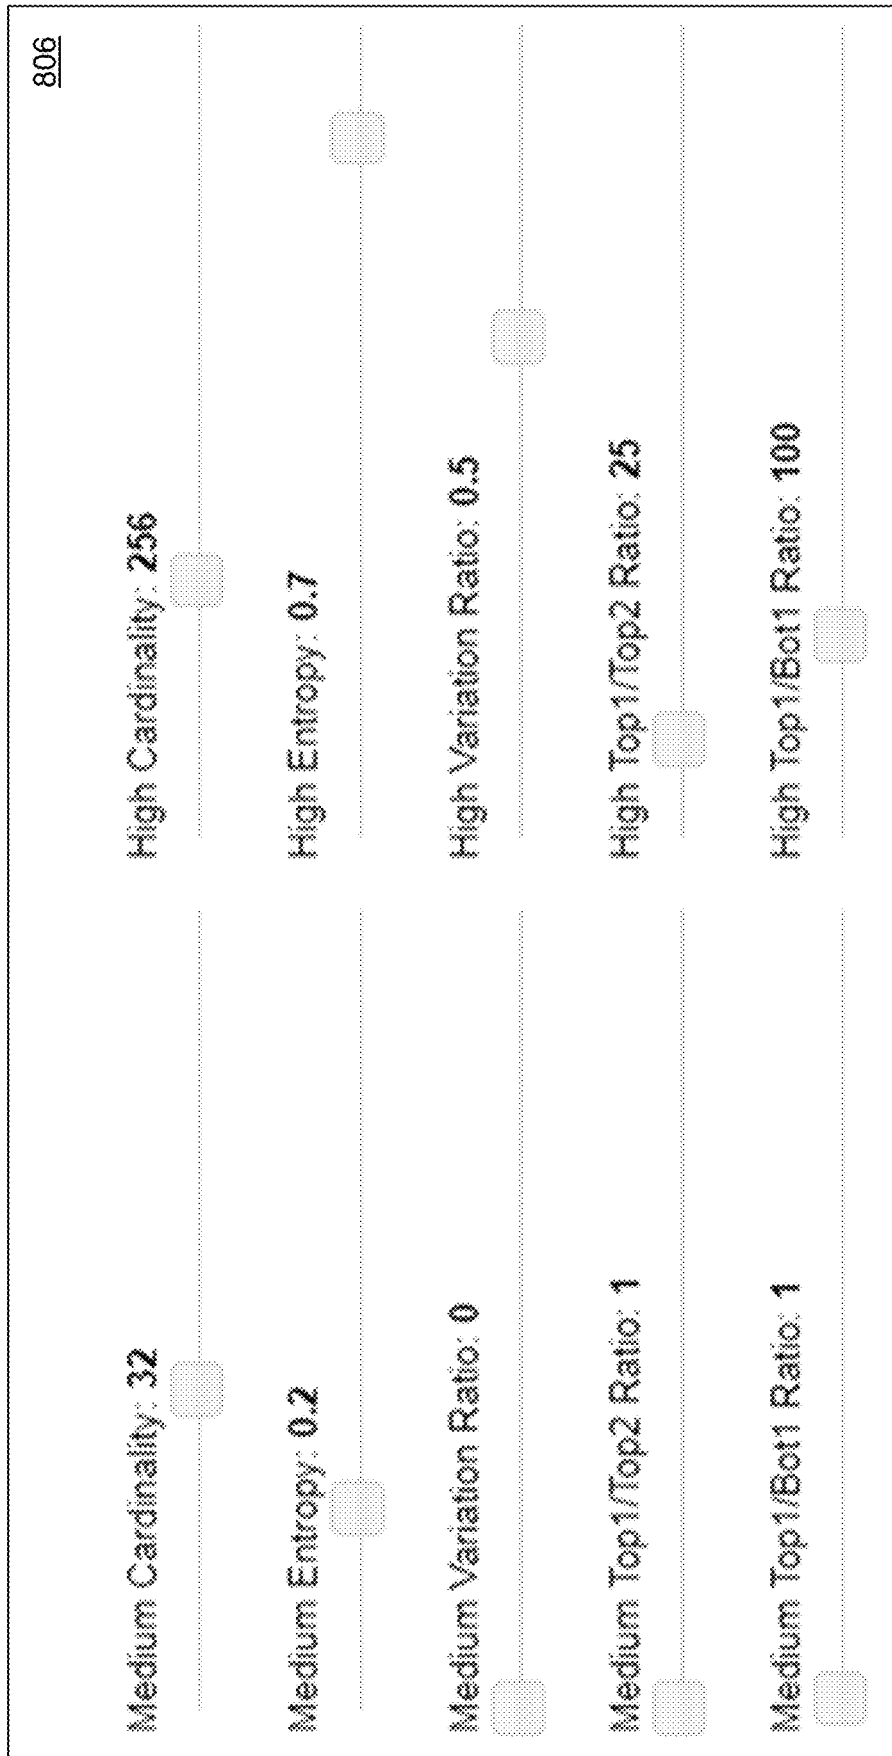 806
Medium Cardinality: 32
High Cardinality: 256
Medium Entropy: 0.2
High Entropy: 0.7
Medium Variation Ratio: 0
High Variation Ratio: 0.5
Medium Top1/Top2 Ratio: 1
High Top1/Top2 Ratio: 25
Medium Top1/Bot1 Ratio: 1
High Top1/Bot1 Ratio: 100